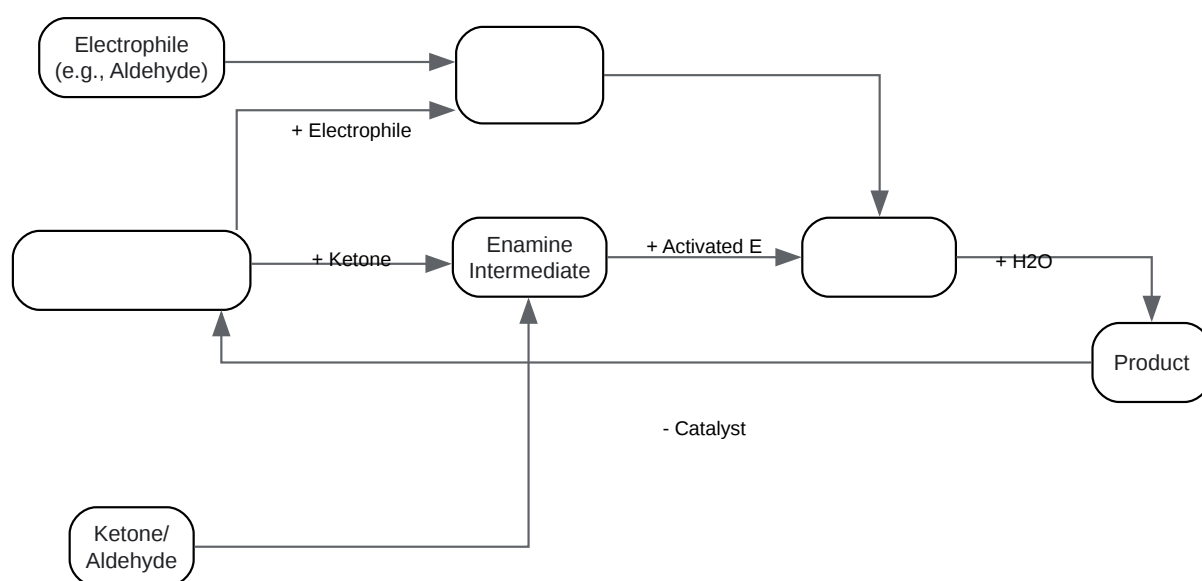 Electrophile
(e.g., Aldehyde)
+ Electrophile
+ Ketone
Enamine
Intermediate
+ Activated E
+ H2O
Product
- Catalyst
Ketone/
Aldehyde